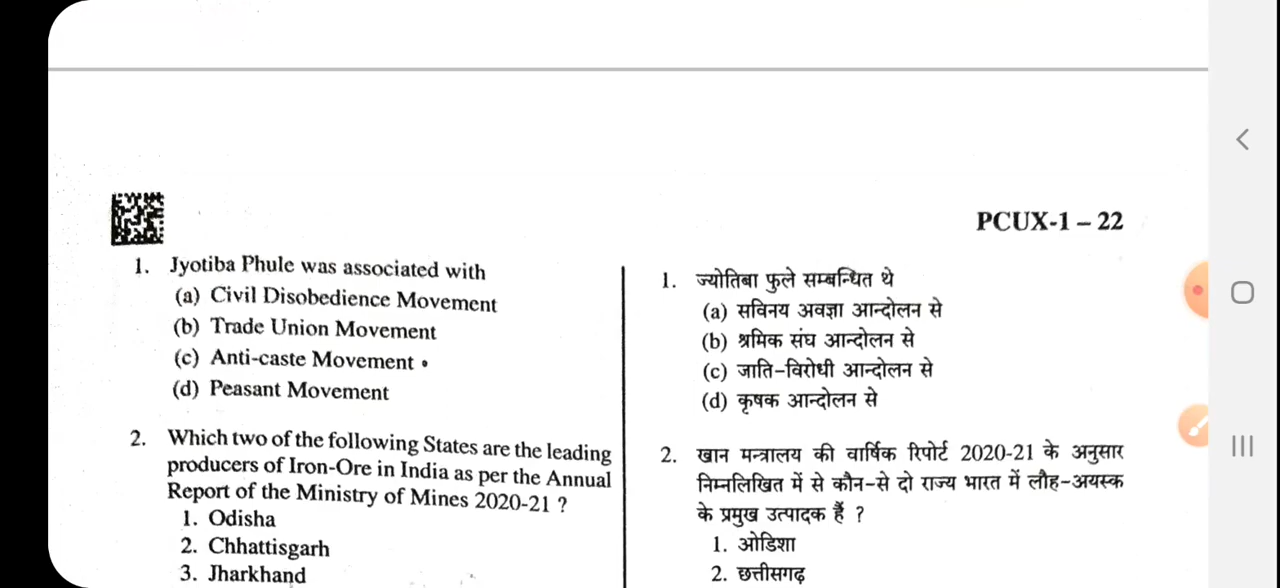 PCUX-1 – 22
1. Jyotiba Phule was associated with
(a) Civil Disobedience Movement
(b) Trade Union Movement
(c) Anti-caste Movement
(d) Peasant Movement
2. Which two of the following States are the leading
producers of Iron-Ore in India as per the Annual
Report of the Ministry of Mines 2020-21 ?
1. Odisha
2. Chhattisgarh
3. Jharkhand
1. ज्योतिबा फुले सम्बन्धित थे
(a) सविनय अवज्ञा आन्दोलन से
(b) श्रमिक संघ आन्दोलन से
(c) जाति-विरोधी आन्दोलन से
(d) कृषक आन्दोलन से
2. खान मन्त्रालय की वार्षिक रिपोर्ट 2020-21 के अनुसार
निम्नलिखित में से कौन-से दो राज्य भारत में लौह-अयस्क
के प्रमुख उत्पादक हैं ?
1. ओडिशा
2. छत्तीसगढ़